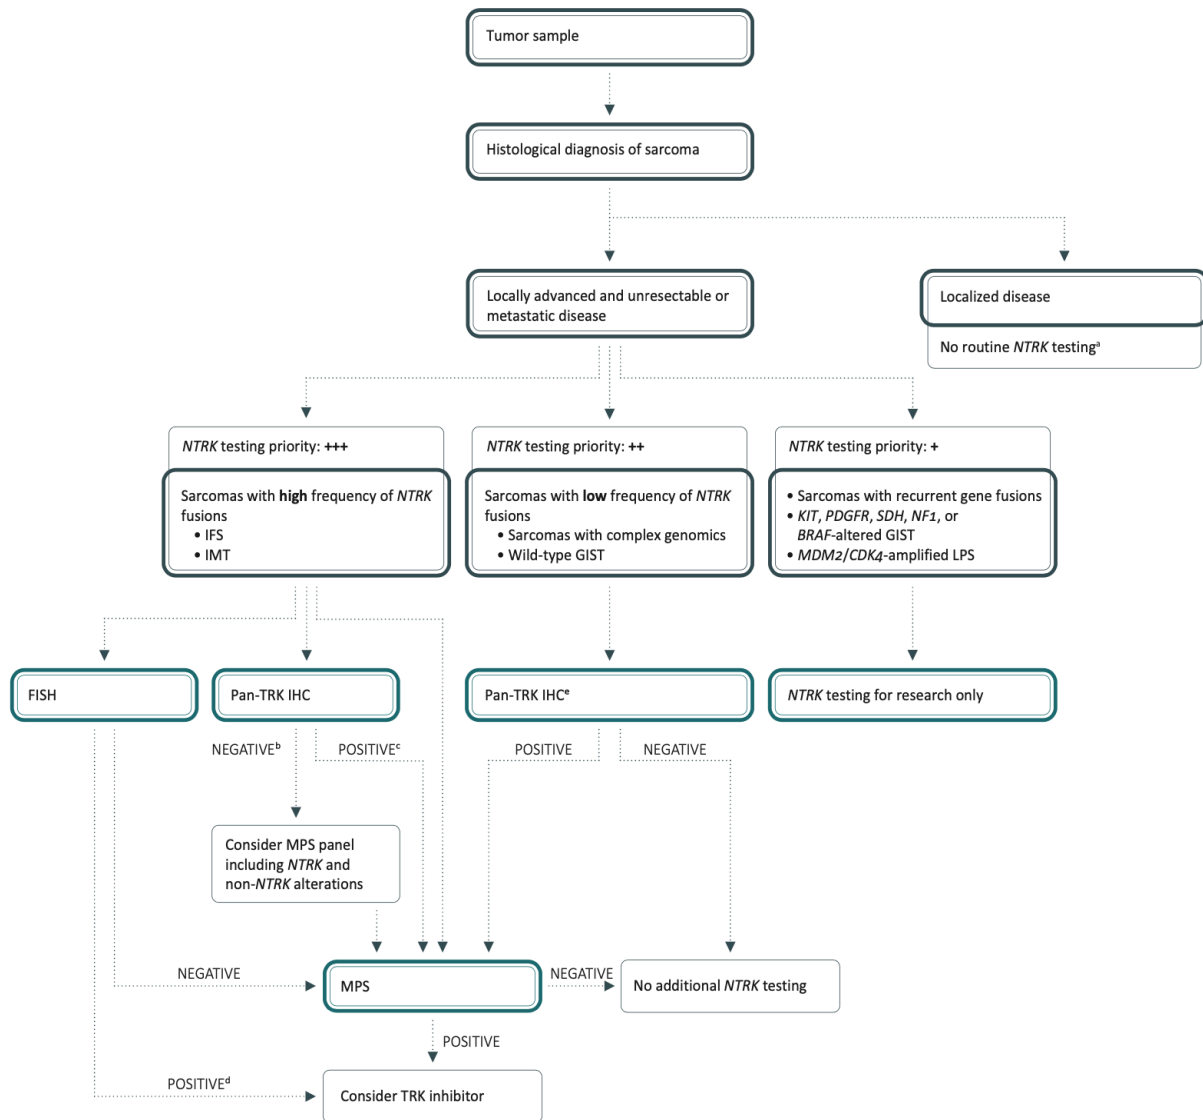 Tumor sample
Histological diagnosis of sarcoma
Locally advanced and unresectable or
metastatic disease
Localized disease
No routine NTRK testingᵃ
NTRK testing priority: +++
Sarcomas with high frequency of NTRK
fusions
• IFS
• IMT
NTRK testing priority: ++
Sarcomas with low frequency of NTRK
fusions
• Sarcomas with complex genomics
• Wild-type GIST
NTRK testing priority: +
• Sarcomas with recurrent gene fusions
• KIT, PDGFR, SDH, NF1, or
BRAF-altered GIST
• MDM2/CDK4-amplified LPS
FISH
Pan-TRK IHC
Pan-TRK IHCᵉ
NTRK testing for research only
NEGATIVEᵇ
POSITIVEᶜ
POSITIVE
NEGATIVE
Consider MPS panel
including NTRK and
non-NTRK alterations
NEGATIVE
MPS
NEGATIVE
No additional NTRK testing
POSITIVE
POSITIVEᵈ
Consider TRK inhibitor